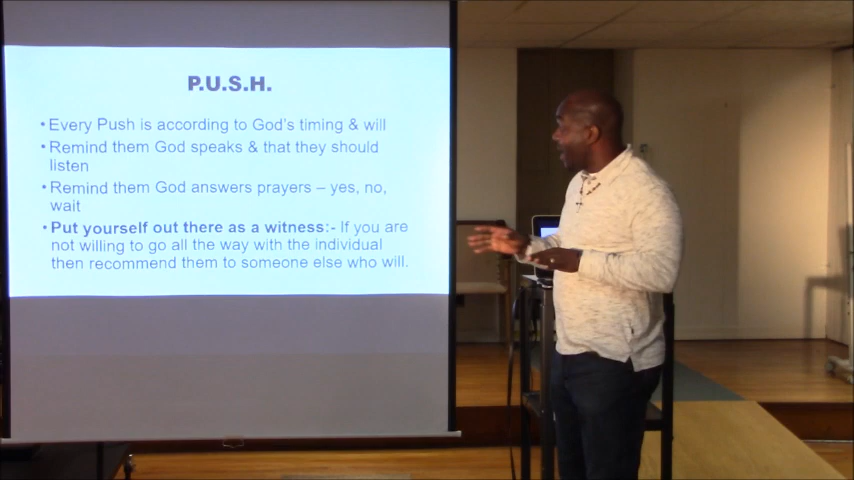 P.U.S.H.
• Every Push is according to God's timing & will
• Remind them God speaks & that they should
listen
• Remind them God answers prayers – yes, no,
wait
• Put yourself out there as a witness:- If you are
not willing to go all the way with the individual
then recommend them to someone else who will.